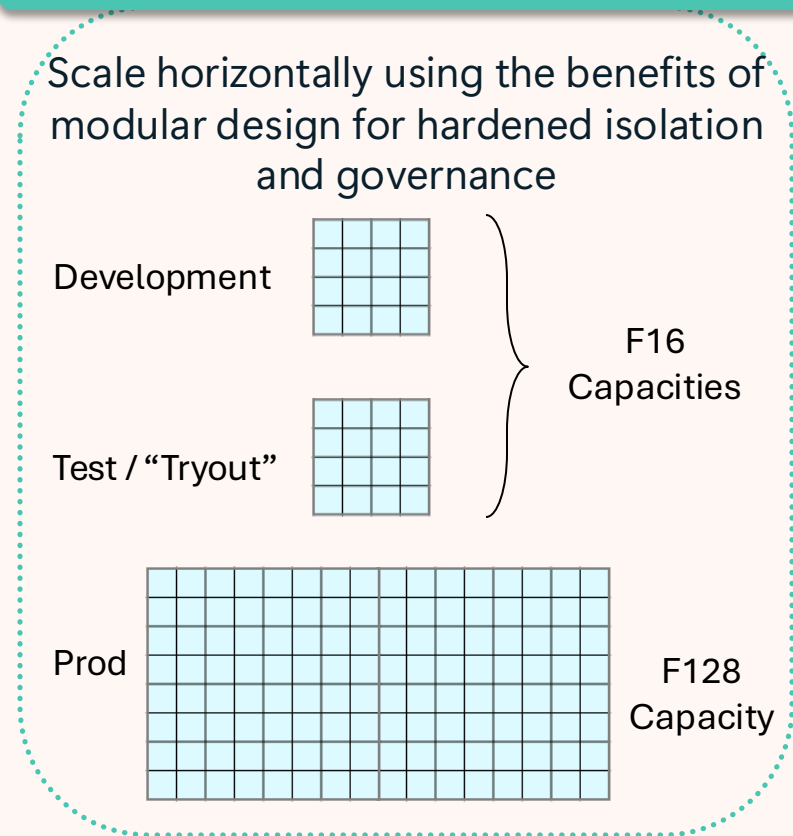 Scale horizontally using the benefits of
modular design for hardened isolation
and governance
Development
F16
Capacities
Test / “Tryout”
Prod
F128
Capacity